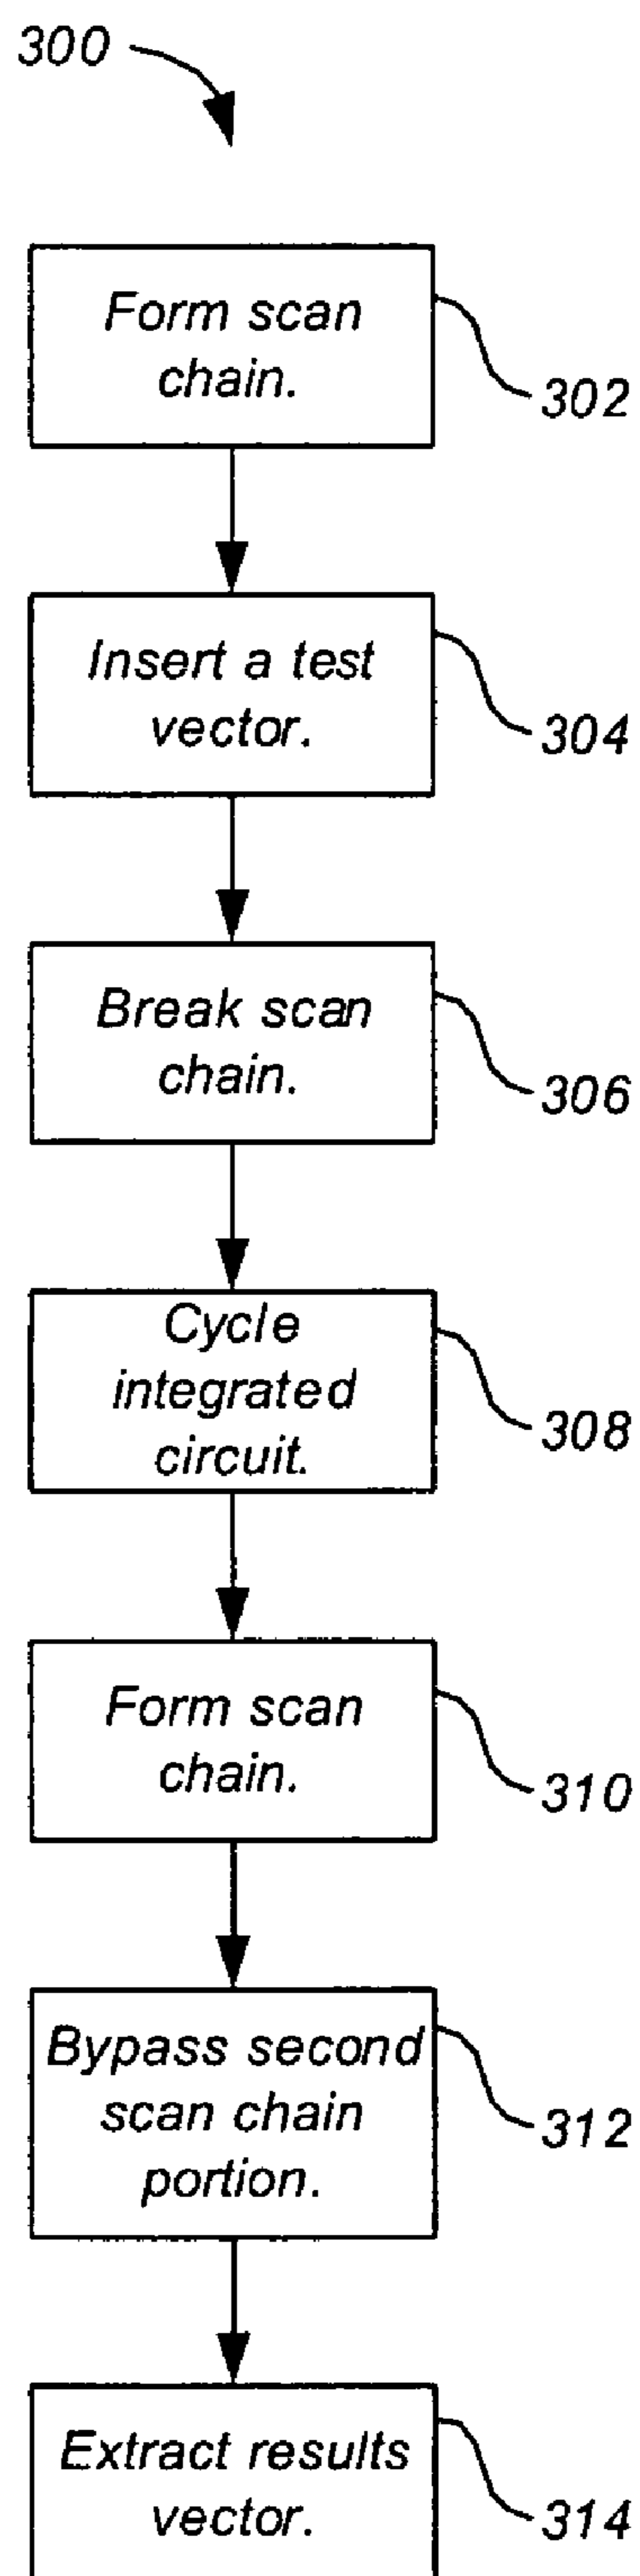 300
Form scan
chain.
302
Insert a test
vector.
304
Break scan
chain.
306
Cycle
integrated
circuit.
308
Form scan
chain.
310
Bypass second
scan chain
portion.
312
Extract results
vector.
314